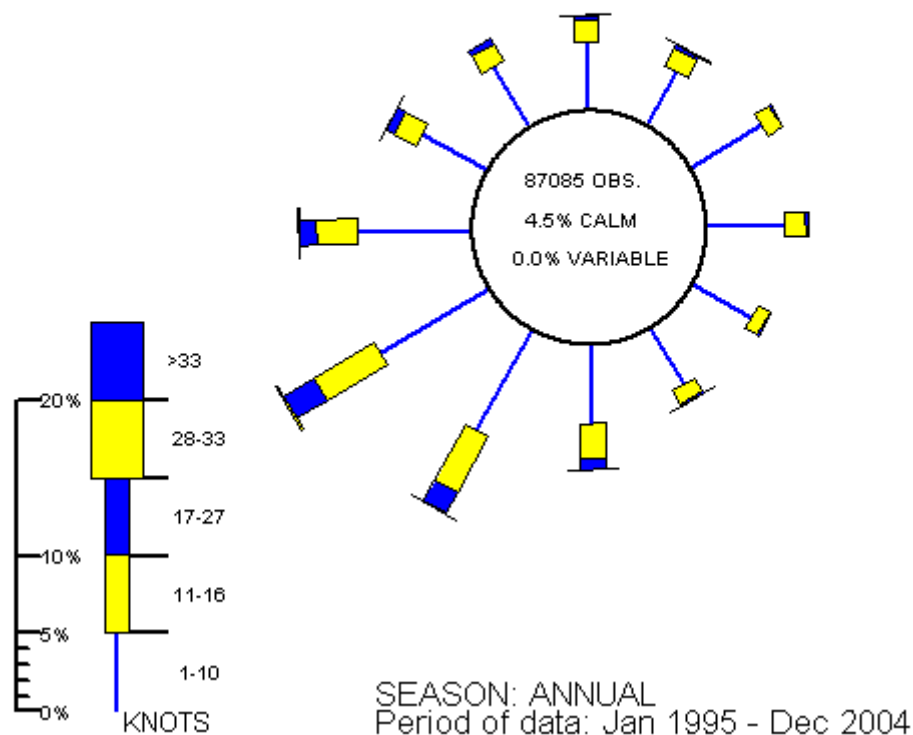 87085 OBS.
4.5% CALM
0.0% VARIABLE
>33
20%
28-33
17-27
10%
11-16
5%
1-10
0%
KNOTS
SEASON: ANNUAL
Period of data: Jan 1995 - Dec 2004